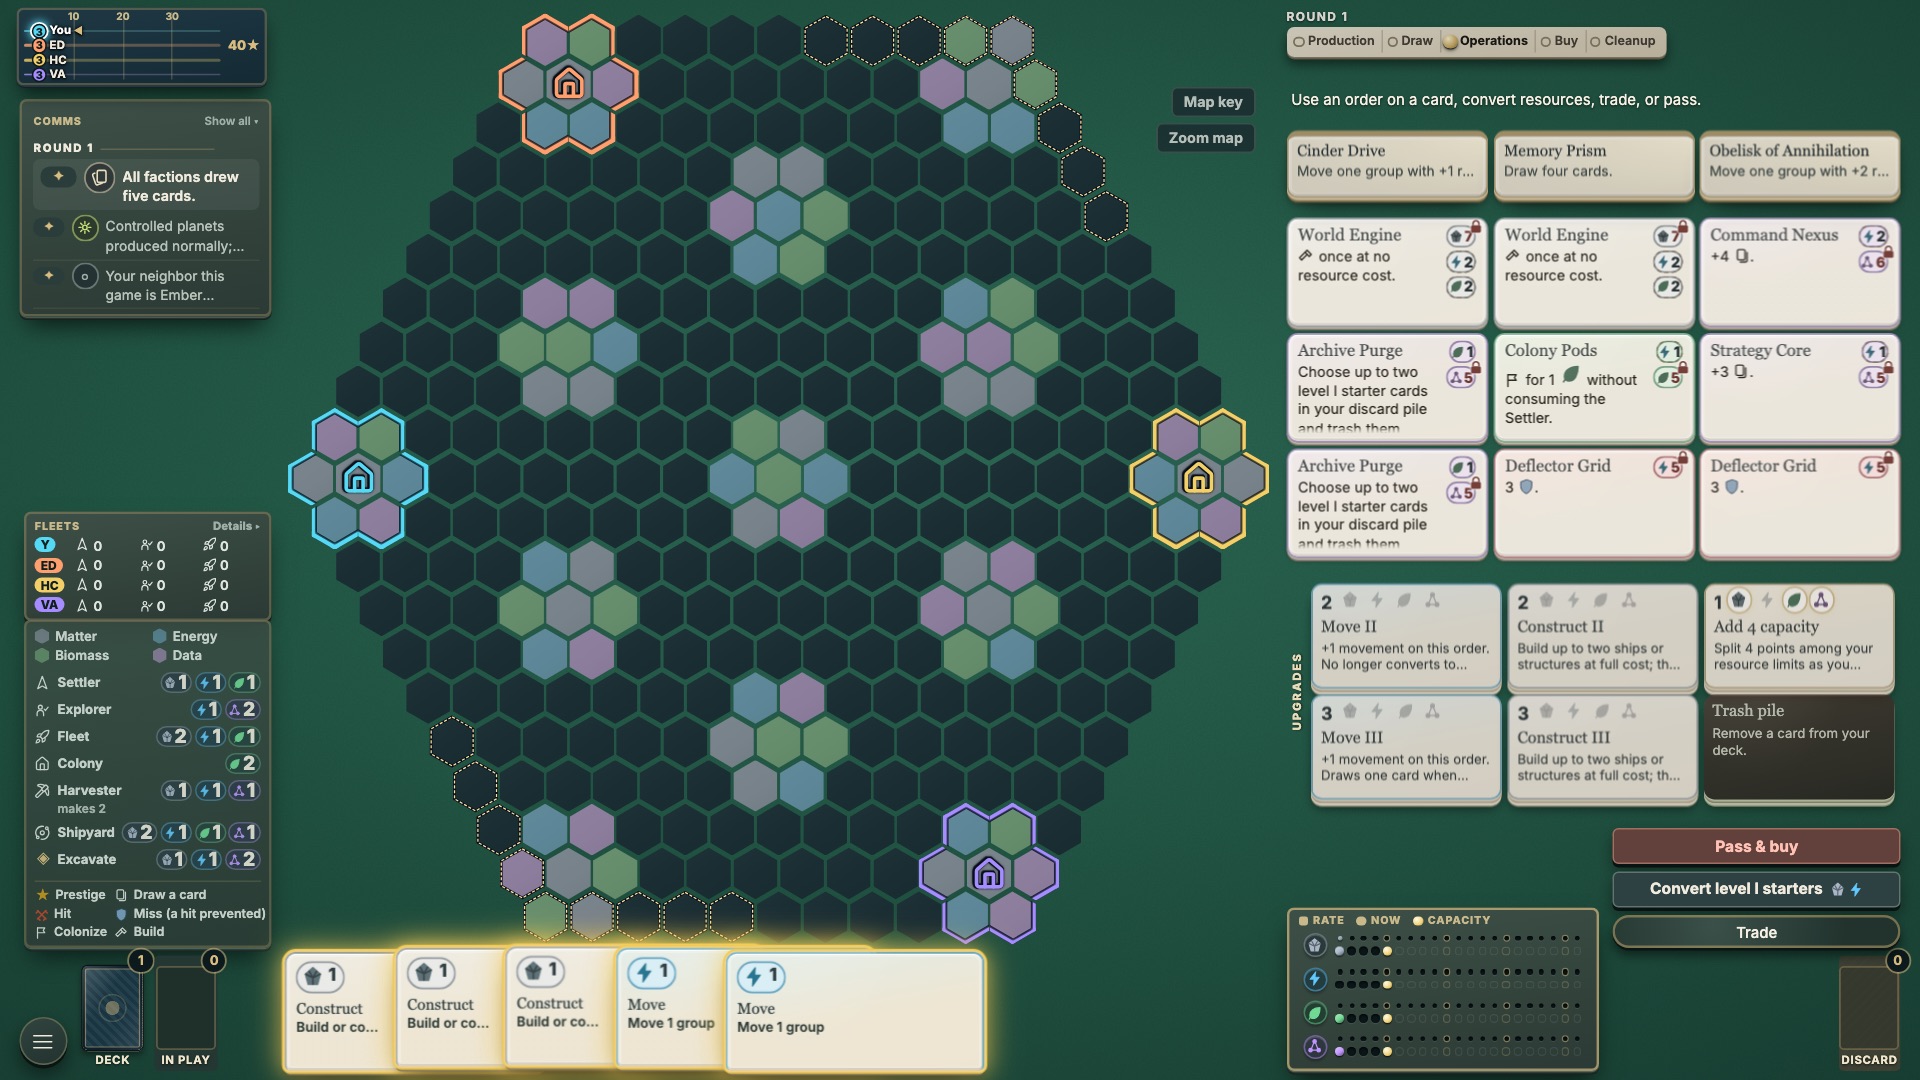 10 20 30
3 You
3 ED
3 HC
3 VA
40★
COMMS
Show all
ROUND 1
All factions drew
five cards.
Controlled planets
produced normally;...
Your neighbor this
game is Ember...
FLEETS
Details
Y 0 0 0
ED 0 0 0
HC 0 0 0
VA 0 0 0
Matter
Energy
Biomass
Data
Settler 1 1 1
Explorer 1 2
Fleet 2 1 1
Colony 2
Harvester 1 1 1
makes 2
Shipyard 2 1 1 1
Excavate 1 1 2
Prestige
Draw a card
Hit
Miss (a hit prevented)
Colonize
Build
1
DECK
0
IN PLAY
Map key
Zoom map
1
Construct
Build or co...
1
Construct
Build or co...
1
Construct
Build or co...
1
Move
Move 1 group
1
Move
Move 1 group
ROUND 1
Production
Draw
Operations
Buy
Cleanup
Use an order on a card, convert resources, trade, or pass.
Cinder Drive
Move one group with +1 r...
Memory Prism
Draw four cards.
Obelisk of Annihilation
Move one group with +2 r...
World Engine 7
once at no 2
resource cost. 2
World Engine 7
once at no 2
resource cost. 2
Command Nexus 2
+4 . 6
Archive Purge 1
Choose up to two 5
level I starter cards
in your discard pile
and trash them
Colony Pods 1
for 1 without 5
consuming the
Settler.
Strategy Core 1
+3 . 5
Archive Purge 1
Choose up to two 5
level I starter cards
in your discard pile
and trash them
Deflector Grid 5
3 .
Deflector Grid 5
3 .
UPGRADES
2
Move II
+1 movement on this order.
No longer converts to...
2
Construct II
Build up to two ships or
structures at full cost; th...
1
Add 4 capacity
Split 4 points among your
resource limits as you...
3
Move III
+1 movement on this order.
Draws one card when...
3
Construct III
Build up to two ships or
structures at full cost; th...
Trash pile
Remove a card from your
deck.
Pass & buy
Convert level I starters
Trade
RATE
NOW
CAPACITY
0
DISCARD